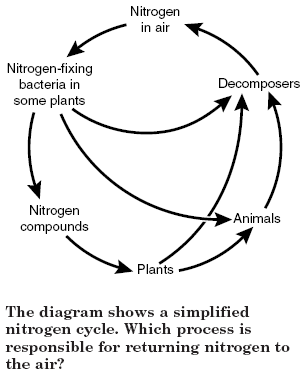 Nitrogen
in air
Nitrogen-fixing
bacteria in
some plants
Decomposers
Nitrogen
compounds
Animals
Plants
The diagram shows a simplified
nitrogen cycle. Which process is
responsible for returning nitrogen to
the air?